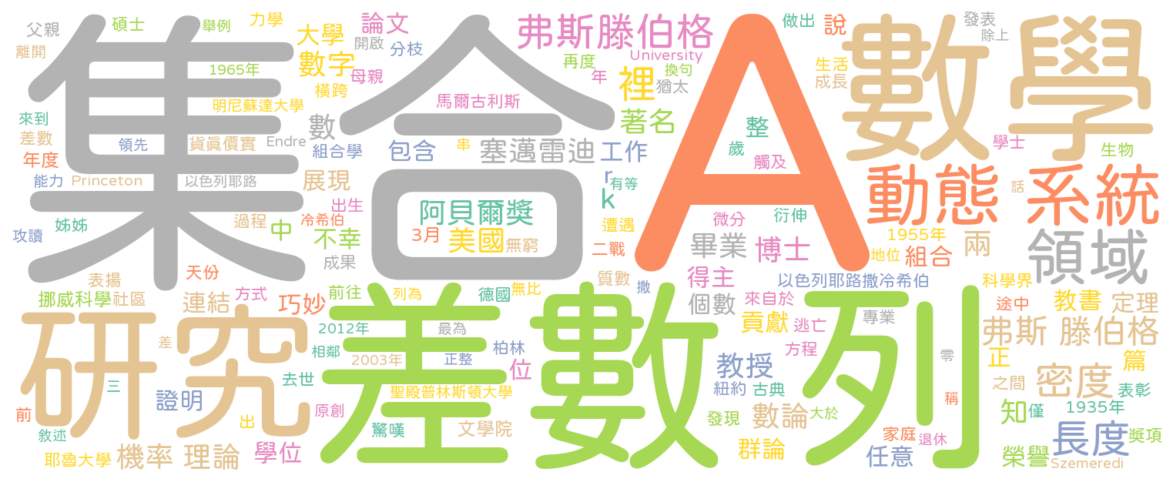 集合
A
數學
差數列
研究
動態
系統
領域
弗斯滕伯格
父親
碩士
舉例
力學
論文
大學
開啟
分枝
離開
數字
母親
1965年
橫跨
明尼蘇達大學
馬爾古利斯
來到
差數
領先
貨真價實
Endre
數
組合學
串
包含
塞邁雷迪
工作
年度
能力
Princeton
以色列耶路
展現
r
有等
k
再度
年
University
裡
換句
猶太
著名
做出
說
發表
除上
生活
成長
整
歲
觸及
學士
生物
話
攻讀
姊姊
過程
冷希伯
出生
中
不幸
成果
阿貝爾獎
3月
美國
無窮
遭遇
二戰
微分
衍伸
畢業
博士
1955年
地位
組合
兩
表揚
天份
質數
得主
以色列耶路撒冷希伯
科學界
挪威科學
社區
連結
方式
巧妙
前往
列為
德國
無比
撒
個數
來自於
專業
途中
教書
定理
貢獻
逃亡
2012年
最為
差
相鄰
2003年
正整
柏林
方程
零
弗斯 滕伯格
正
篇
三
去世
聖殿普林斯頓大學
位
教授
之間
密度
前
證明
原創
紐約
古典
稱
知
僅
1935年
表彰
敘述
出
驚嘆
文學院
發現
數論
大於
家庭
退休
長度
獎項
耶魯大學
機率
理論
學位
群論
任意
榮譽
Szemeredi